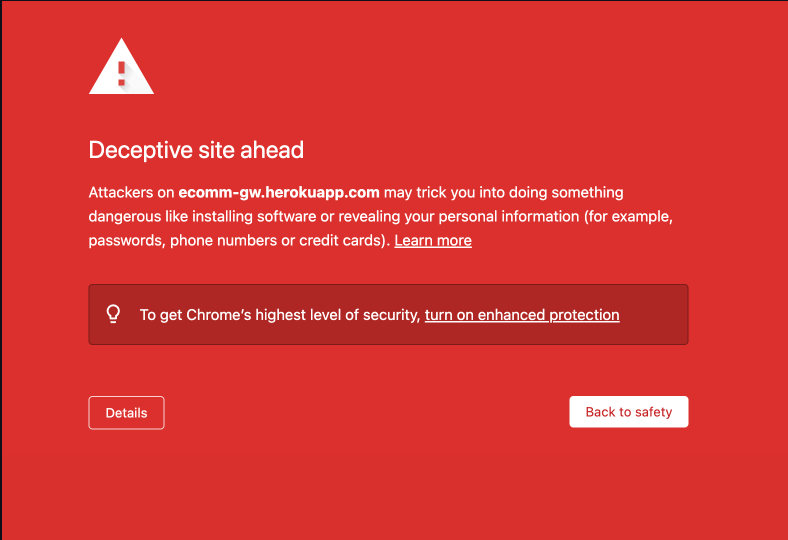 Deceptive site ahead
Attackers on ecomm-gw.herokuapp.com may trick you into doing something
dangerous like installing software or revealing your personal information (for example,
passwords, phone numbers or credit cards). Learn more
To get Chrome’s highest level of security, turn on enhanced protection
Details
Back to safety